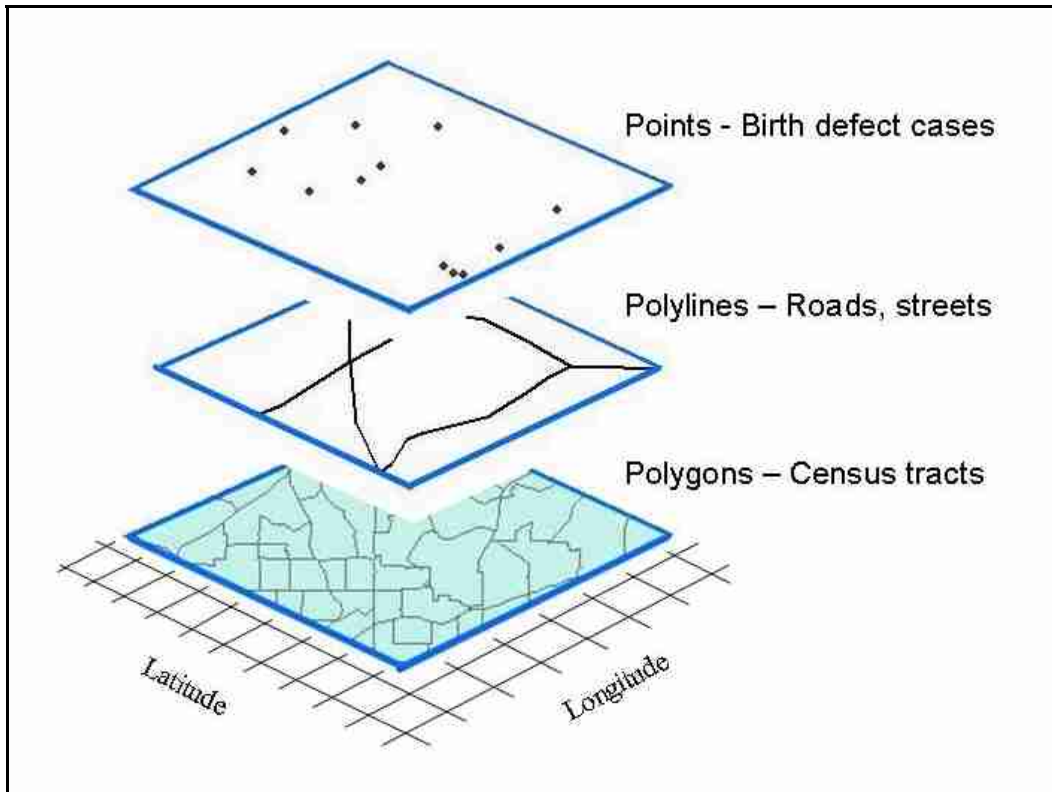 Points - Birth defect cases
Polylines – Roads, streets
Polygons – Census tracts
Latitude
Longitude